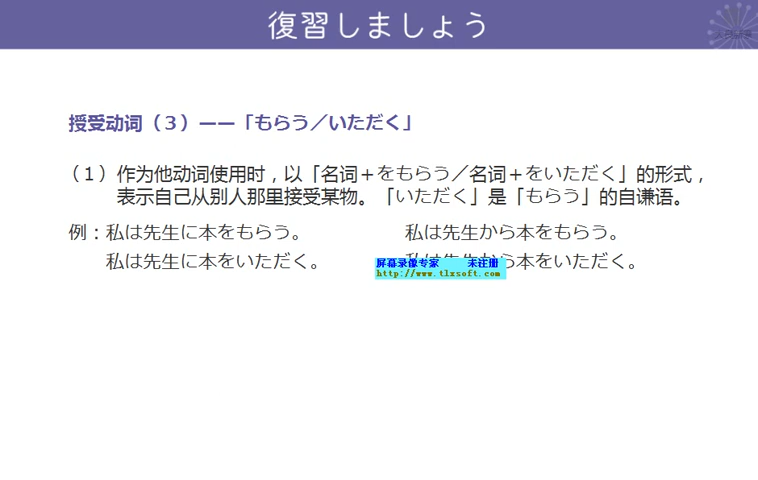 復習しましょう
授受动词（３）——「もらう／いただく」
（１）作为他动词使用时，以「名词＋をもらう／名词＋をいただく」的形式，
表示自己从别人那里接受某物。「いただく」是「もらう」的自谦语。
例：私は先生に本をもらう。 私は先生から本をもらう。
私は先生に本をいただく。 私は先生から本をいただく。
屏幕录像专家 未注册
http://www.tlxsoft.com